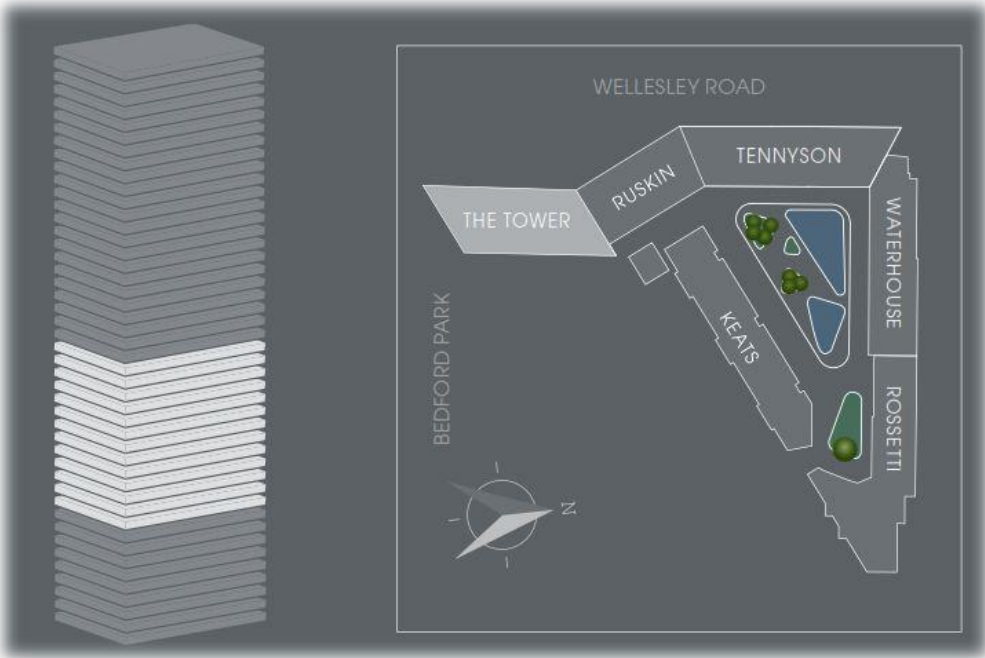 WELLESLEY ROAD
TENNYSON
RUSKIN
THE TOWER
WATERHOUSE
KEATS
BEDFORD PARK
ROSSETTI
N